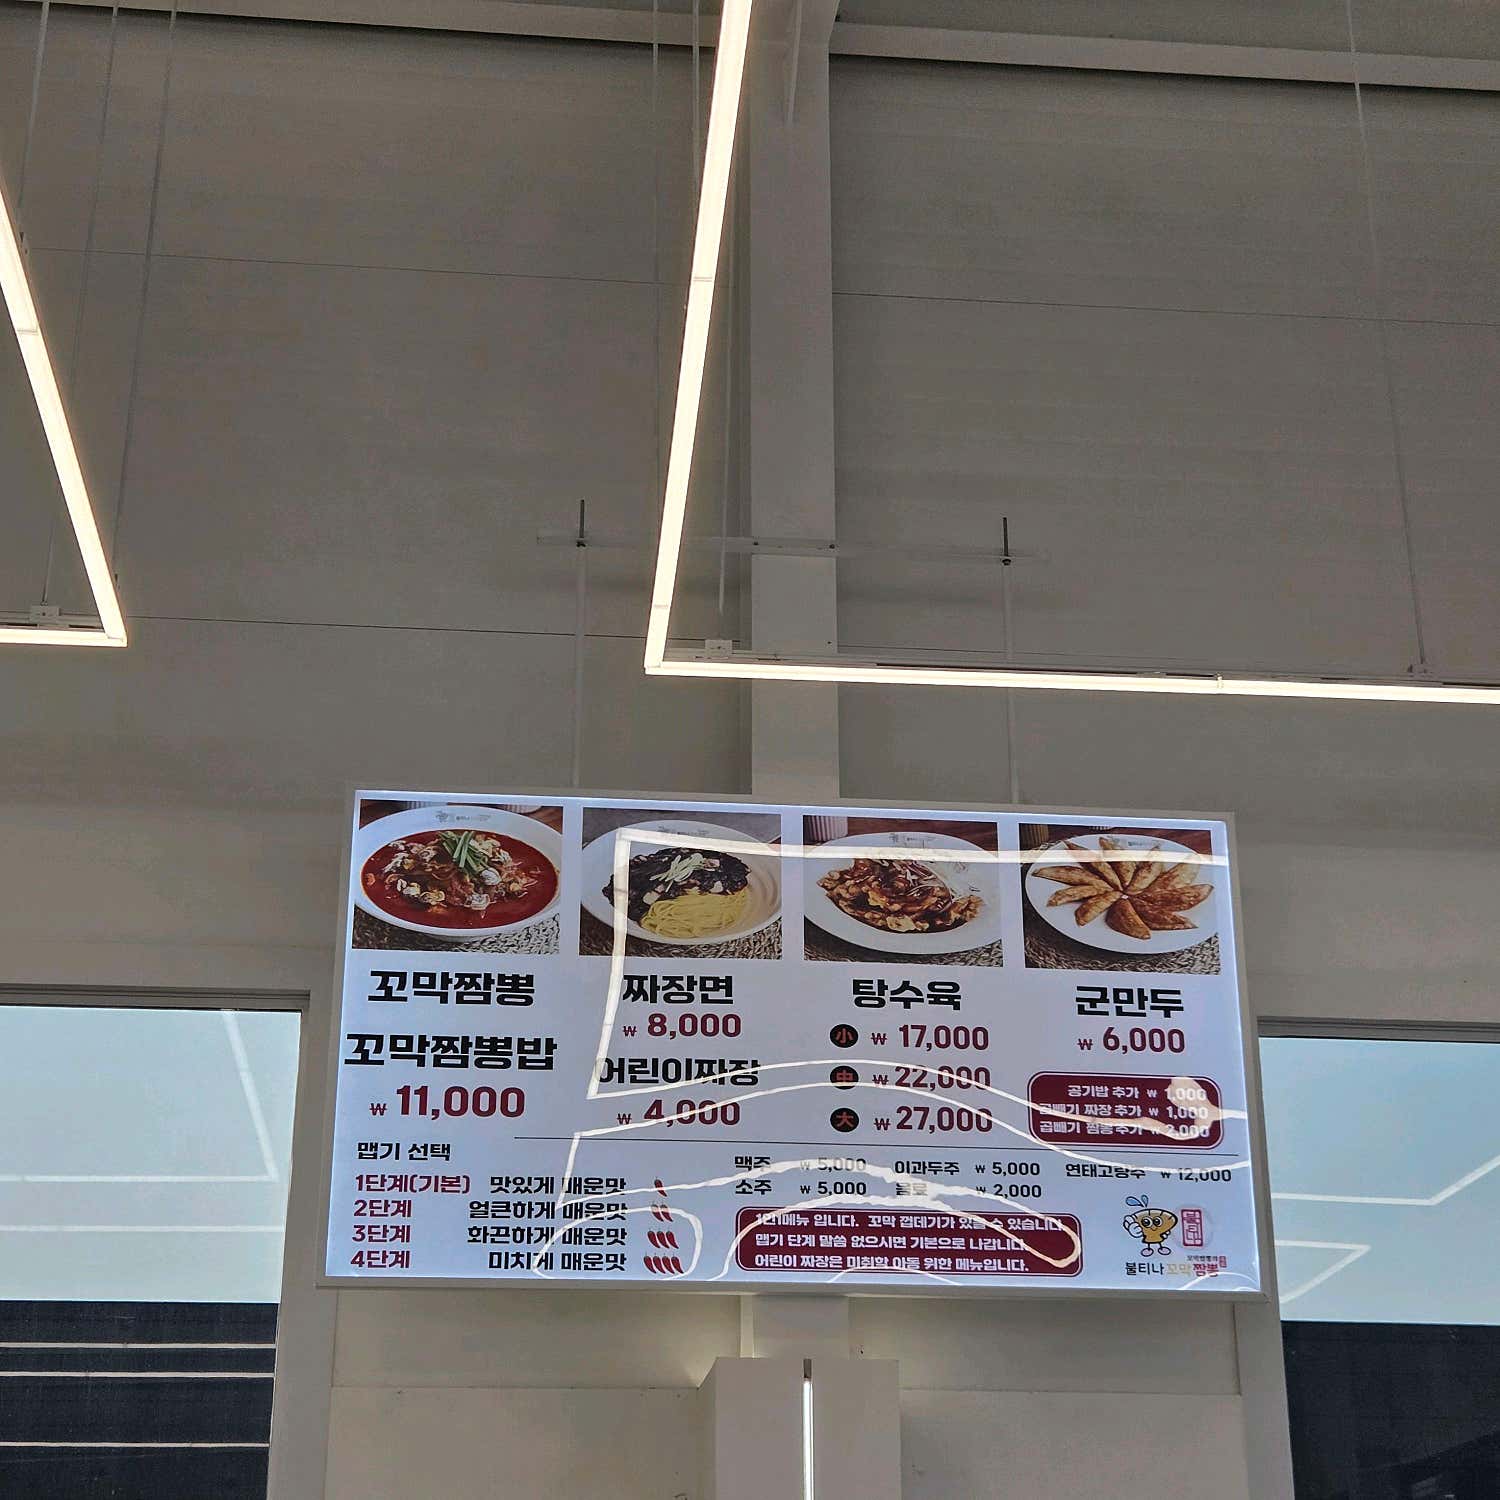 꼬막짬뽕
꼬막짬뽕밥
₩ 11,000
짜장면
₩ 8,000
어린이짜장
₩ 4,000
탕수육
小 ₩ 17,000
中 ₩ 22,000
大 ₩ 27,000
군만두
₩ 6,000
공기밥 추가 ₩ 1,000
곱빼기 짜장 추가 ₩ 1,000
곱빼기 짬뽕 추가 ₩ 2,000
맵기 선택
1단계(기본) 맛있게 매운맛
2단계 얼큰하게 매운맛
3단계 화끈하게 매운맛
4단계 미치게 매운맛
맥주 ₩ 5,000 이과두주 ₩ 5,000 연태고량주 ₩ 12,000
소주 ₩ 5,000 음료 ₩ 2,000
1인1메뉴 입니다. 꼬막 껍데기가 있을 수 있습니다.
맵기 단계 말씀 없으시면 기본으로 나갑니다.
어린이 짜장은 미취학 아동 위한 메뉴입니다.
불티나
불티나 꼬막짬뽕